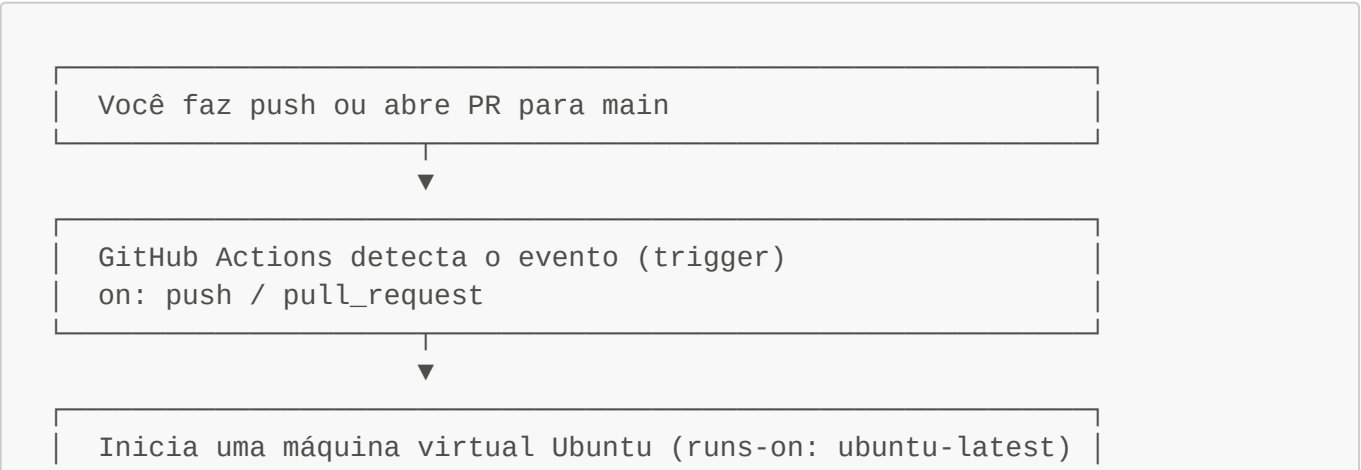 Você faz push ou abre PR para main
GitHub Actions detecta o evento (trigger)
on: push / pull_request
Inicia uma máquina virtual Ubuntu (runs-on: ubuntu-latest)